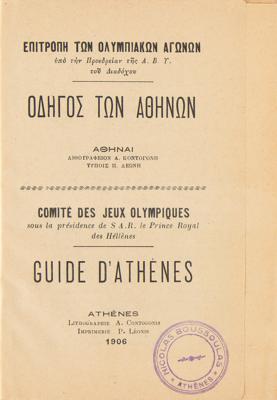 ΕΠΙΤΡΟΠΗ ΤΩΝ ΟΛΥΜΠΙΑΚΩΝ ΑΓΩΝΩΝ
ὑπὸ τὴν Προεδρείαν τῆς Α. Β. Υ.
τοῦ Διαδόχου
ΟΔΗΓΟΣ ΤΩΝ ΑΘΗΝΩΝ
ΑΘΗΝΑΙ
ΛΙΘΟΓΡΑΦΕΙΟΝ Α. ΚΟΝΤΟΓΟΝΗ
ΤΥΠΟΙΣ Π. ΛΕΩΝΗ
COMITÉ DES JEUX OLYMPIQUES
sous la présidence de S A.R. le Prince Royal
des Héllènes
GUIDE D'ATHÈNES
ATHÈNES
LITHOGRAPHIE A. CONTOGONIS
IMPRIMERIE P. LÉONIS
1906
NICOLAS BOUSSOULAS
ATHÈNES